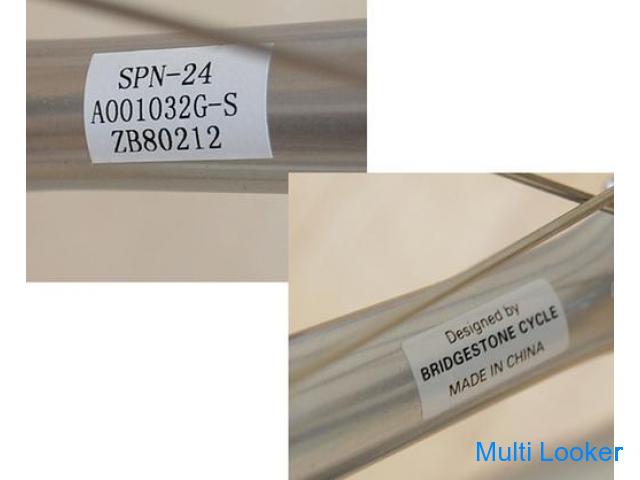 SPN-24
A001032G-S
ZB80212
Designed by
BRIDGESTONE CYCLE
MADE IN CHINA
Multi Looker